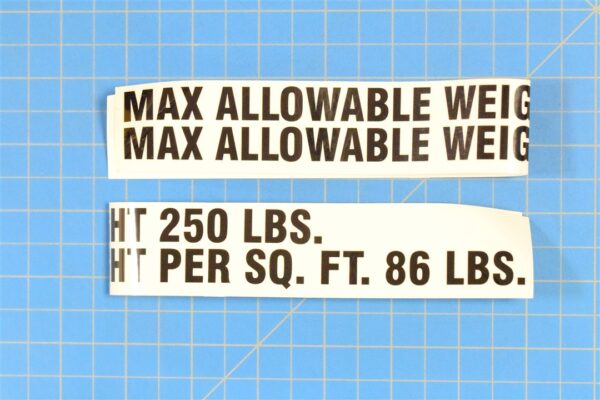 MAX ALLOWABLE WEIG
MAX ALLOWABLE WEIG
HT 250 LBS.
HT PER SQ. FT. 86 LBS.